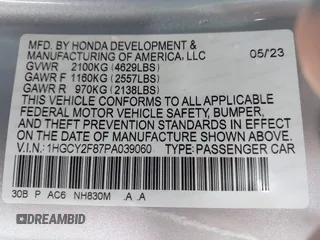 MFD. BY HONDA DEVELOPMENT &
MANUFACTURING OF AMERICA, LLC 05/23
GVWR 2100KG (4629LBS)
GAWR F 1160KG (2557LBS)
GAWR R 970KG (2138LBS)
THIS VEHICLE CONFORMS TO ALL APPLICABLE
FEDERAL MOTOR VEHICLE SAFETY, BUMPER,
AND THEFT PREVENTION STANDARDS IN EFFECT
ON THE DATE OF MANUFACTURE SHOWN ABOVE.
V.I.N: 1HGCY2F87PA039060 TYPE: PASSENGER CAR
30B P AC6 NH830M .A .A
DREAMBID